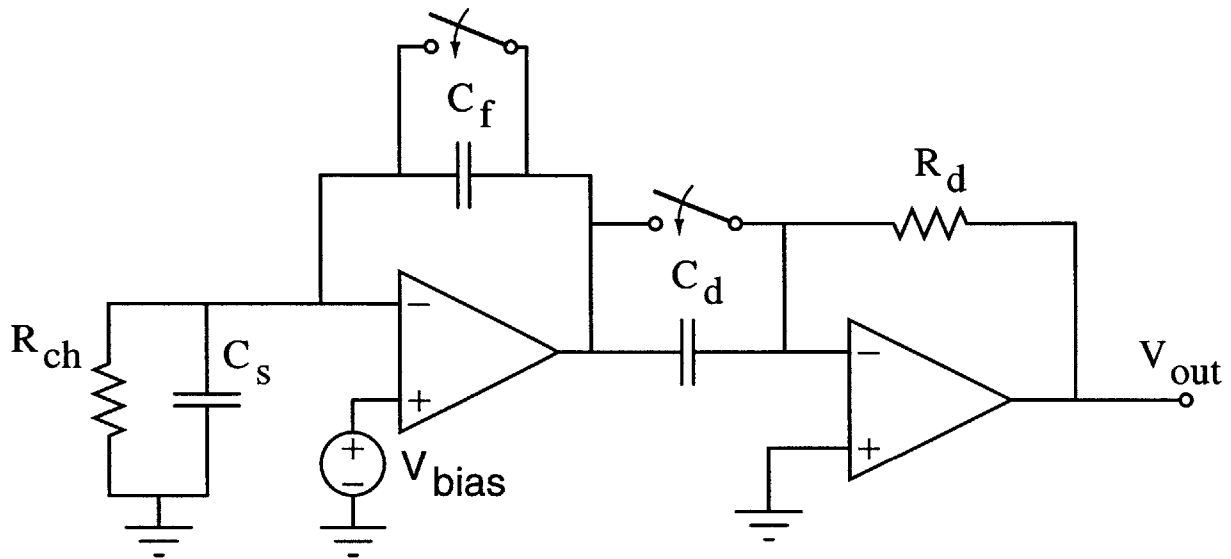 C_f
R_d
C_d
R_ch
C_s
−
+
+
−
V_bias
−
+
V_out